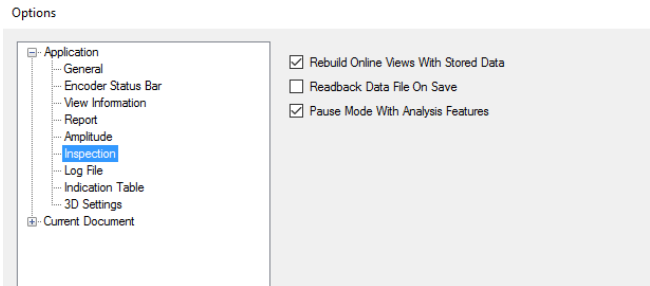 Options
Application
General
Encoder Status Bar
View Information
Report
Amplitude
Inspection
Log File
Indication Table
3D Settings
Current Document
Rebuild Online Views With Stored Data
Readback Data File On Save
Pause Mode With Analysis Features